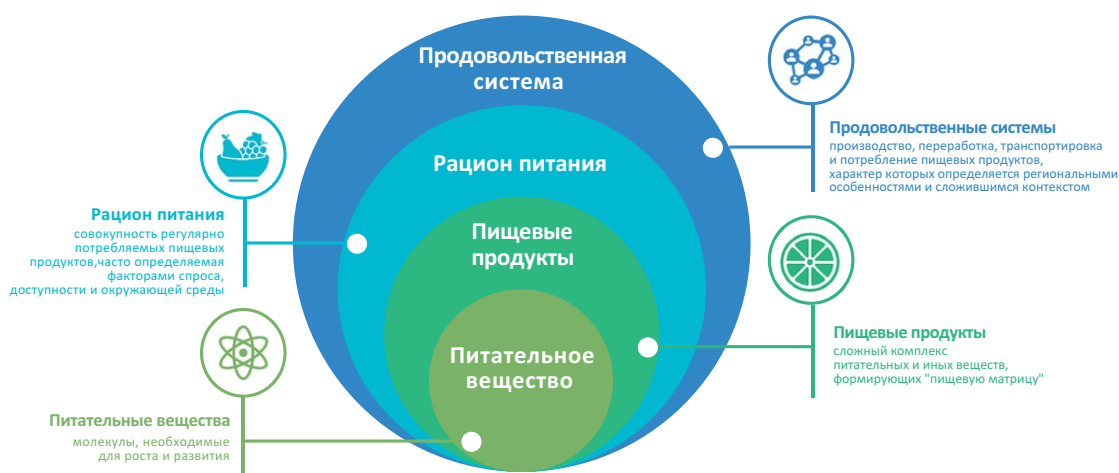 Продовольственная
система
Рацион питания
Пищевые
продукты
Питательное
вещество
Продовольственные системы
производство, переработка, транспортировка
и потребление пищевых продуктов,
характер которых определяется региональными
особенностями и сложившимся контекстом
Рацион питания
совокупность регулярно
потребляемых пищевых
продуктов,часто определяемая
факторами спроса,
доступности и окружающей среды
Пищевые продукты
сложный комплекс
питательных и иных веществ,
формирующих "пищевую матрицу"
Питательные вещества
молекулы, необходимые
для роста и развития